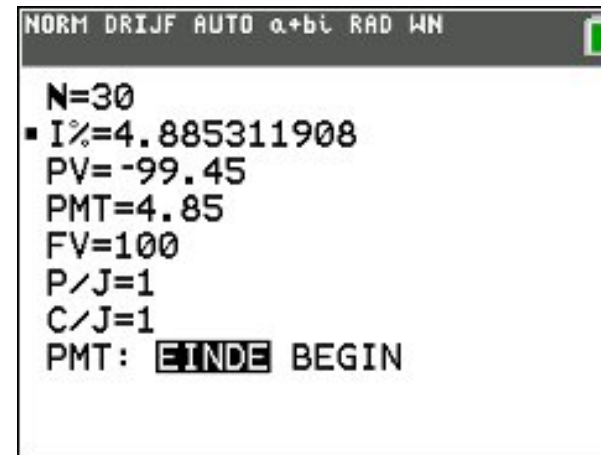 NORM DRIJF AUTO a+bi RAD WN
N=30
▪ I%=4.885311908
PV=-99.45
PMT=4.85
FV=100
P/J=1
C/J=1
PMT: EINDE BEGIN